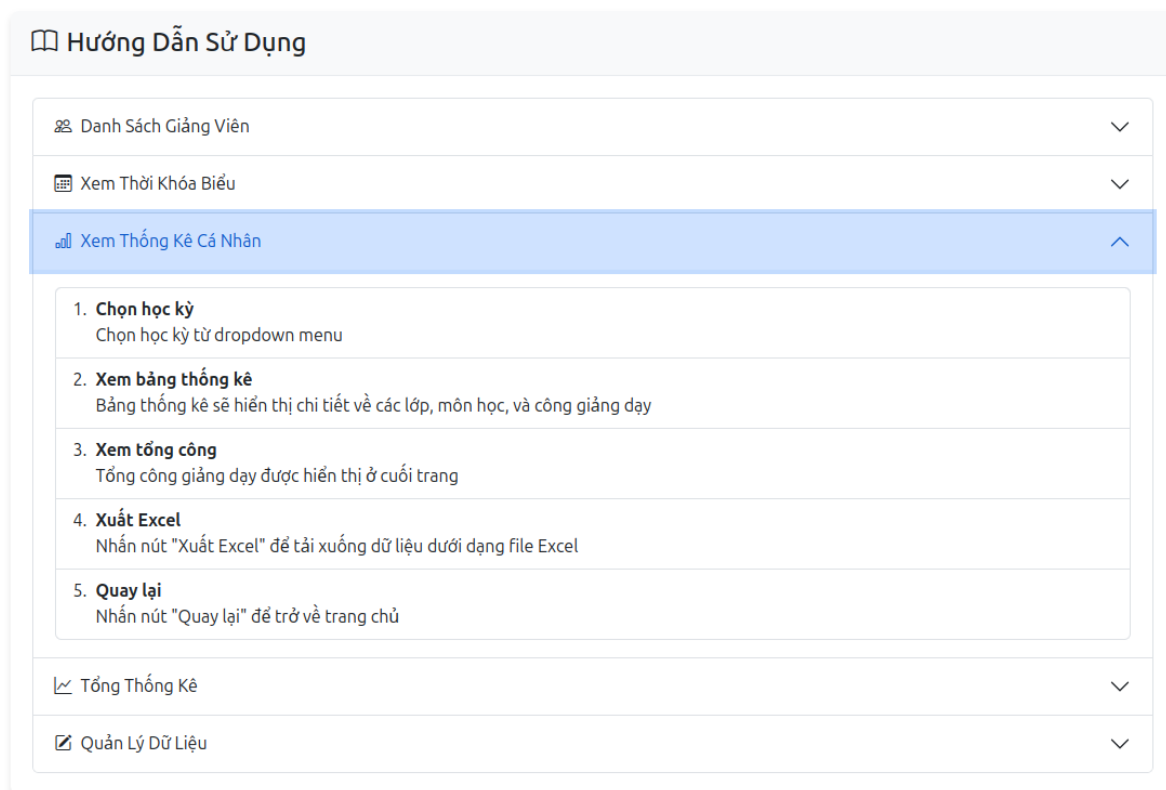 Hướng Dẫn Sử Dụng
Danh Sách Giảng Viên
Xem Thời Khóa Biểu
Xem Thống Kê Cá Nhân
1. Chọn học kỳ
Chọn học kỳ từ dropdown menu
2. Xem bảng thống kê
Bảng thống kê sẽ hiển thị chi tiết về các lớp, môn học, và công giảng dạy
3. Xem tổng công
Tổng công giảng dạy được hiển thị ở cuối trang
4. Xuất Excel
Nhấn nút "Xuất Excel" để tải xuống dữ liệu dưới dạng file Excel
5. Quay lại
Nhấn nút "Quay lại" để trở về trang chủ
Tổng Thống Kê
Quản Lý Dữ Liệu